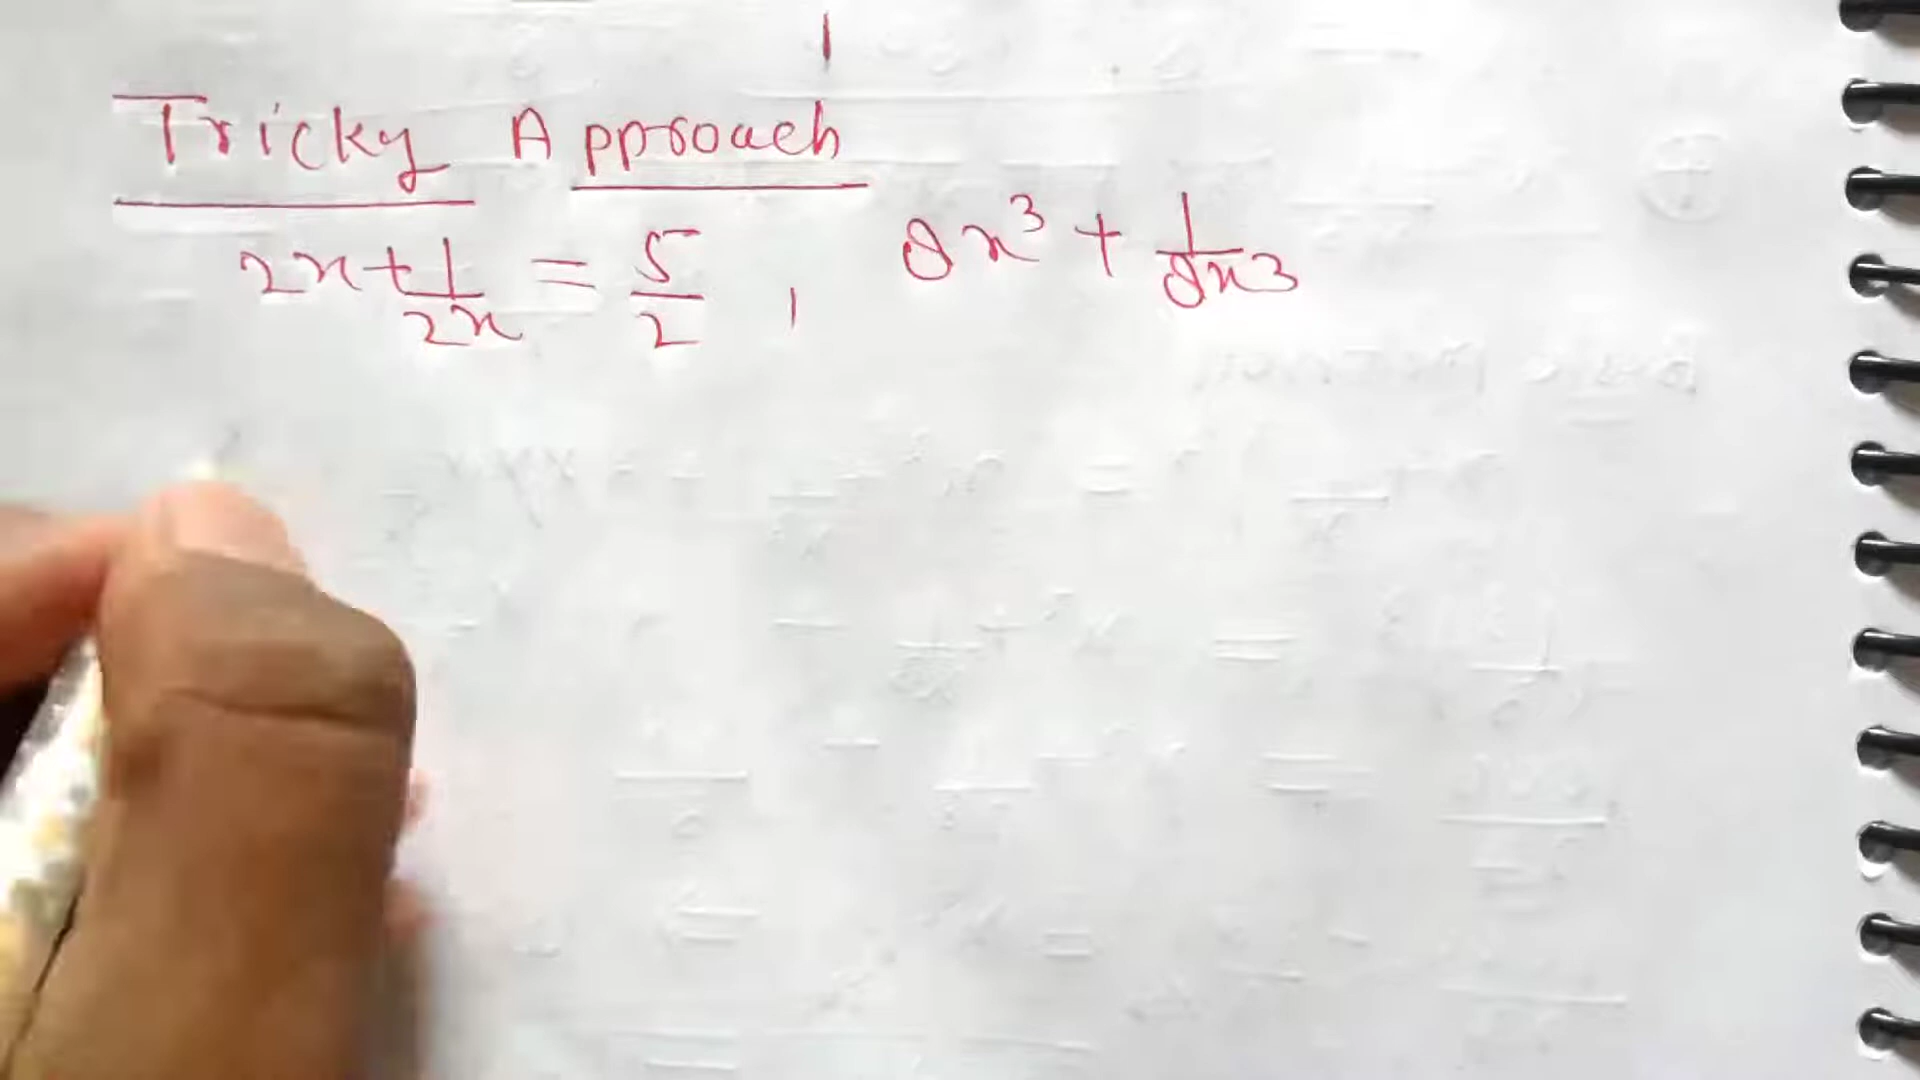 Tricky Approach
2x + 1/2x = 5/2 , 8x³ + 1/8x³